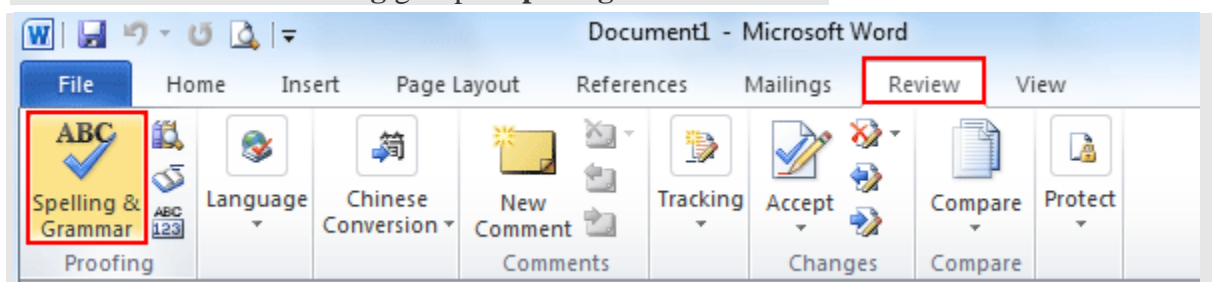 Document1 - Microsoft Word
File Home Insert Page Layout References Mailings Review View
ABC
Spelling & Grammar
ABC
123
Language
简
Chinese Conversion
New Comment
Tracking
Accept
Compare
Protect
Proofing Comments Changes Compare